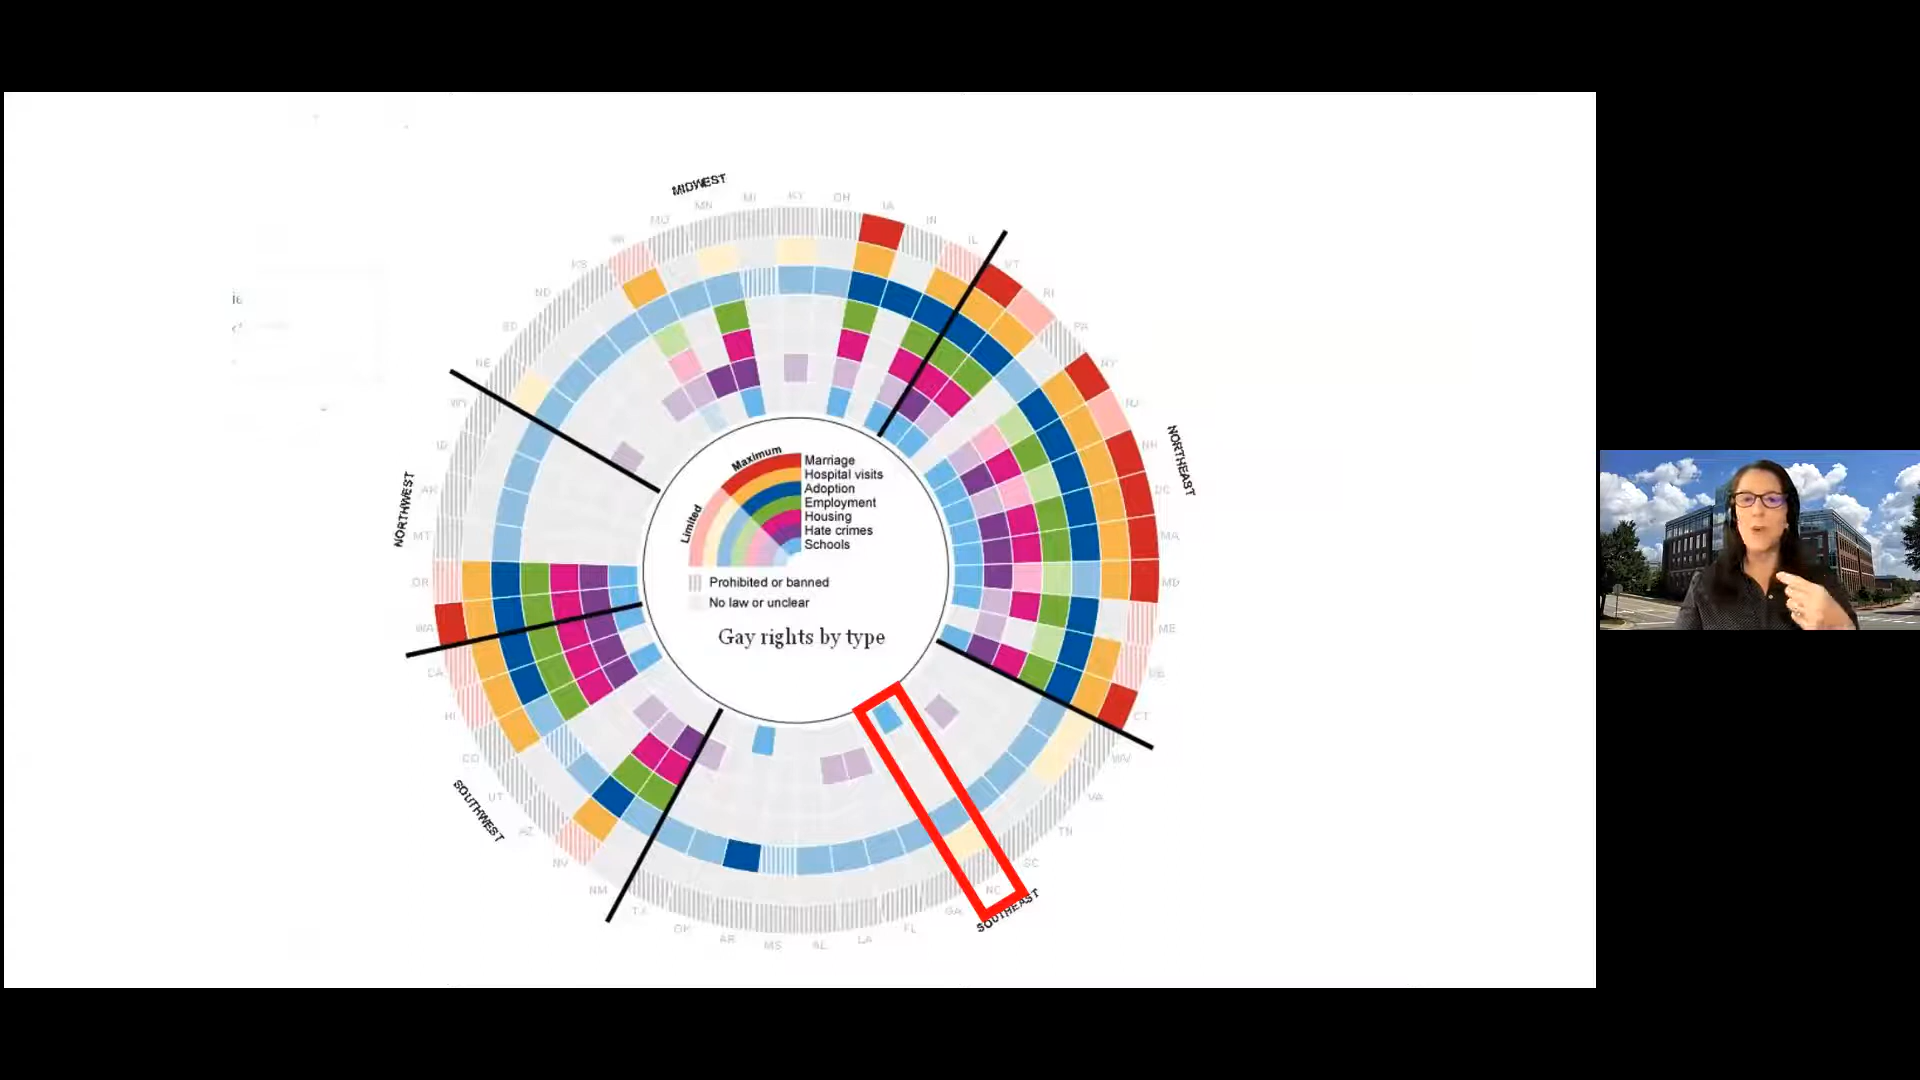 MIDWEST
MI
KY
OH
MN
IA
MO
IN
WI
IL
KS
VT
ND
RI
SD
PA
NE
NY
WY
NJ
ID
NH
NORTHEAST
AK
DC
NORTHWEST
MT
MA
OR
MD
WA
ME
CA
DE
HI
CT
CO
WV
UT
VA
SOUTHWEST
AZ
TN
NV
SC
NM
NC
TX
GA
SOUTHEAST
OK
FL
AR
LA
MS
AL
Maximum
Limited
Marriage
Hospital visits
Adoption
Employment
Housing
Hate crimes
Schools
Prohibited or banned
No law or unclear
Gay rights by type